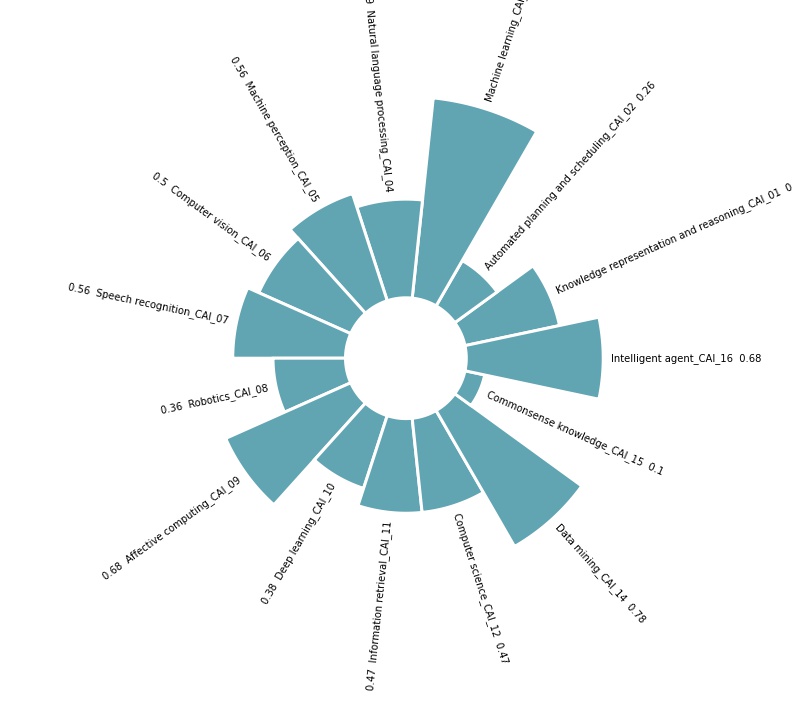 Natural language processing_CAI_04
Machine learning_CAI
0.56 Machine perception_CAI_05
Automated planning and scheduling_CAI_02 0.26
0.5 Computer vision_CAI_06
Knowledge representation and reasoning_CAI_01
0.56 Speech recognition_CAI_07
Intelligent agent_CAI_16 0.68
0.36 Robotics_CAI_08
Commonsense knowledge_CAI_15 0.1
0.68 Affective computing_CAI_09
Data mining_CAI_14 0.78
0.38 Deep learning_CAI_10
Computer science_CAI_12 0.47
0.47 Information retrieval_CAI_11